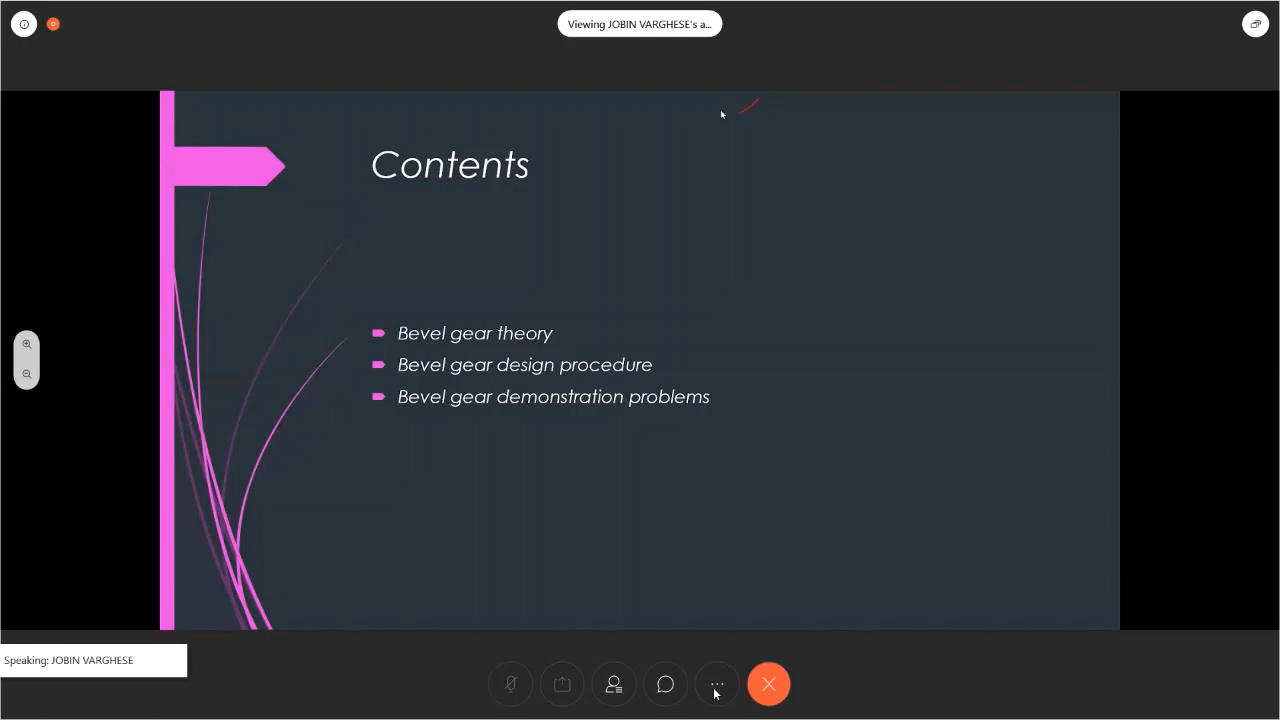 Viewing JOBIN VARGHESE's a...
Contents
Bevel gear theory
Bevel gear design procedure
Bevel gear demonstration problems
Speaking: JOBIN VARGHESE